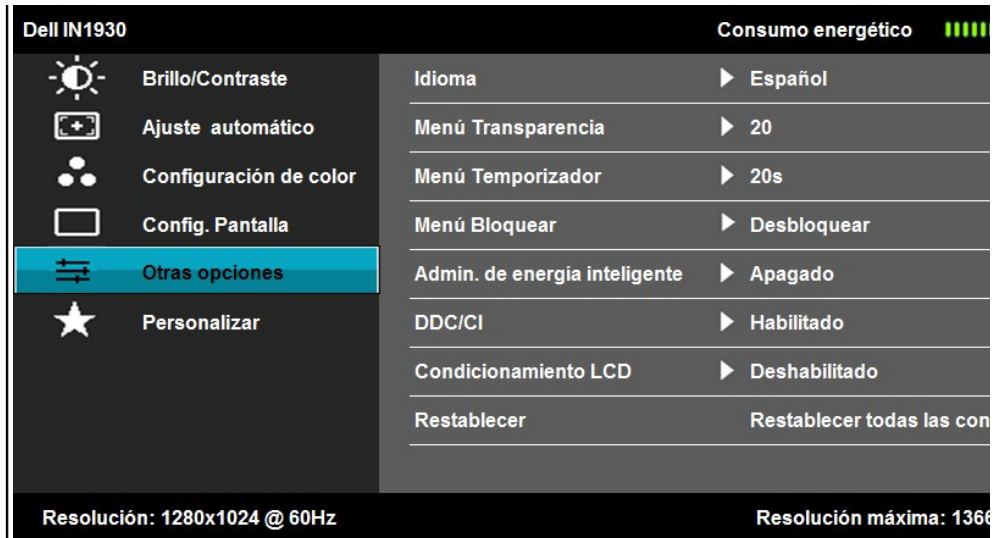 Dell IN1930 Consumo energético
Brillo/Contraste Idioma Español
Ajuste automático Menú Transparencia 20
Configuración de color Menú Temporizador 20s
Config. Pantalla Menú Bloquear Desbloquear
Otras opciones Admin. de energía inteligente Apagado
Personalizar DDC/CI Habilitado
Condicionamiento LCD Deshabilitado
Restablecer Restablecer todas las con
Resolución: 1280x1024 @ 60Hz Resolución máxima: 1366